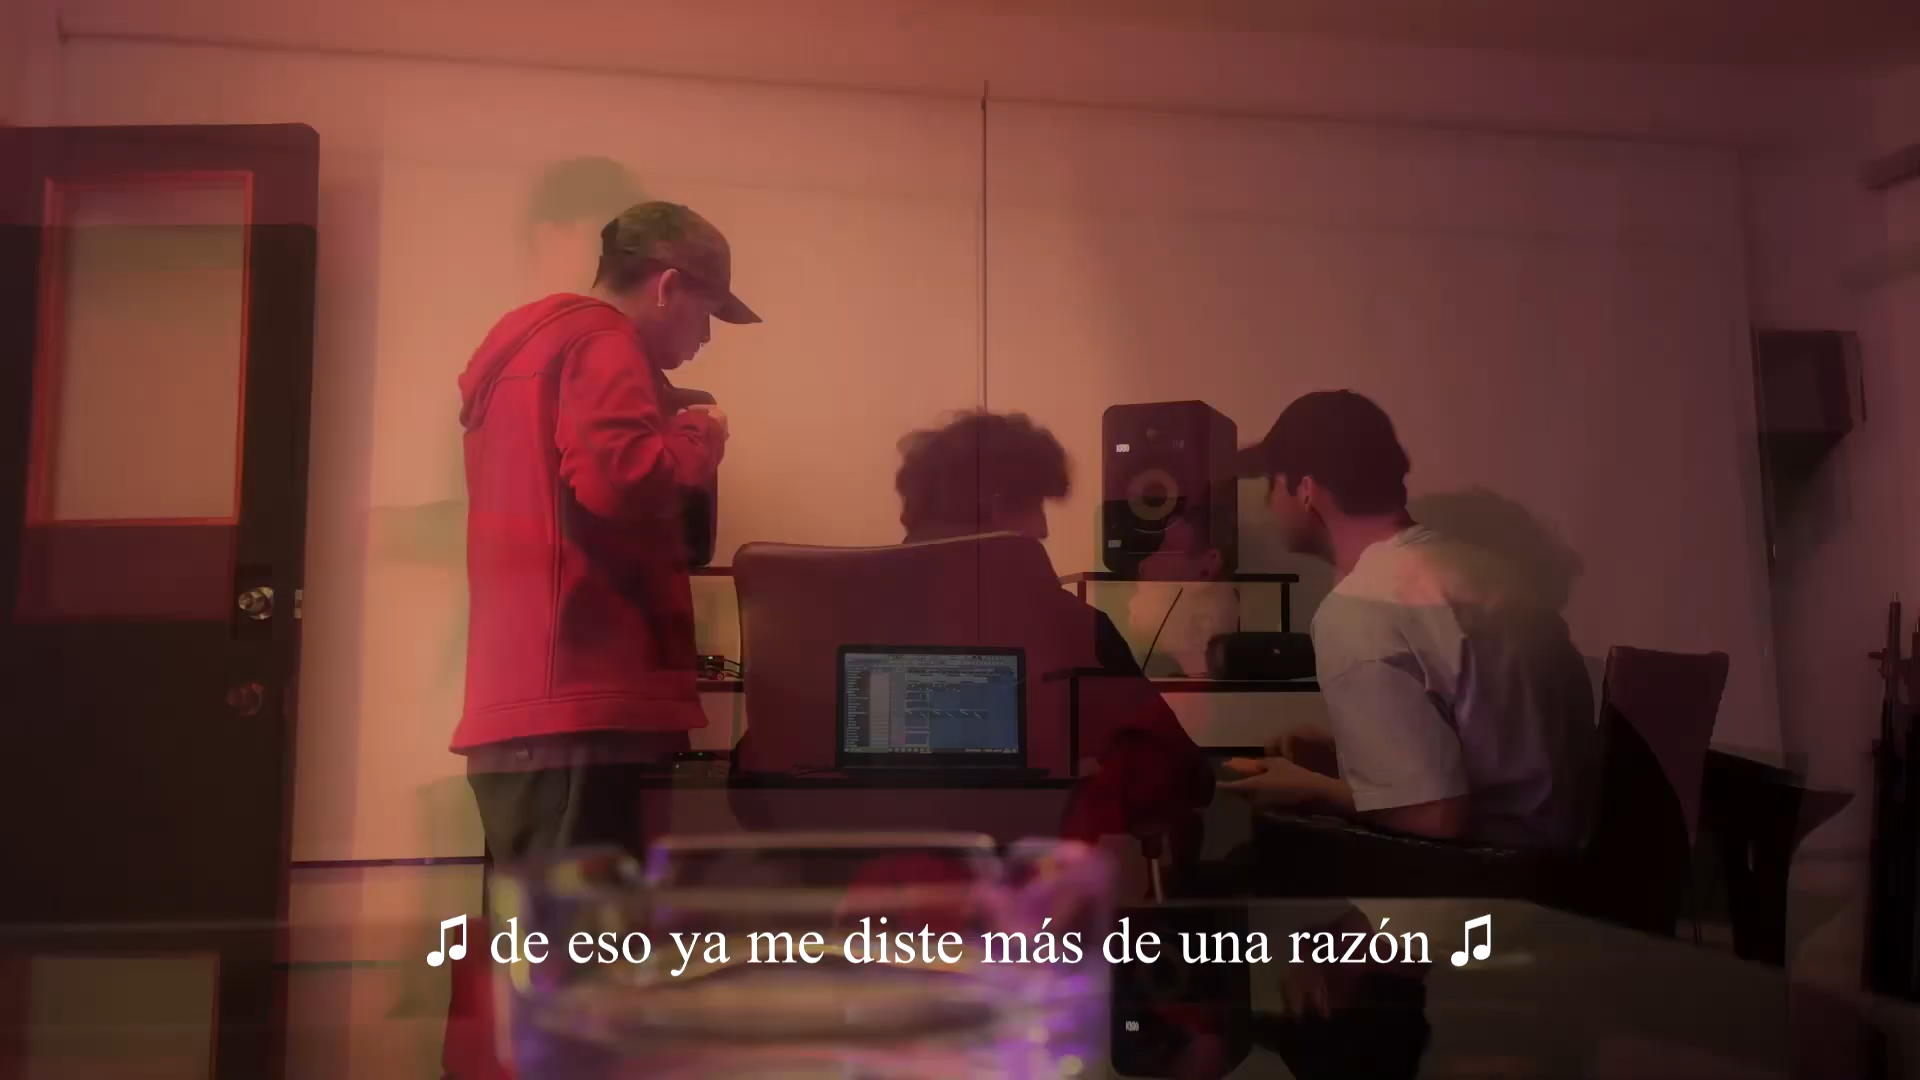 ♫ de eso ya me diste más de una razón ♫